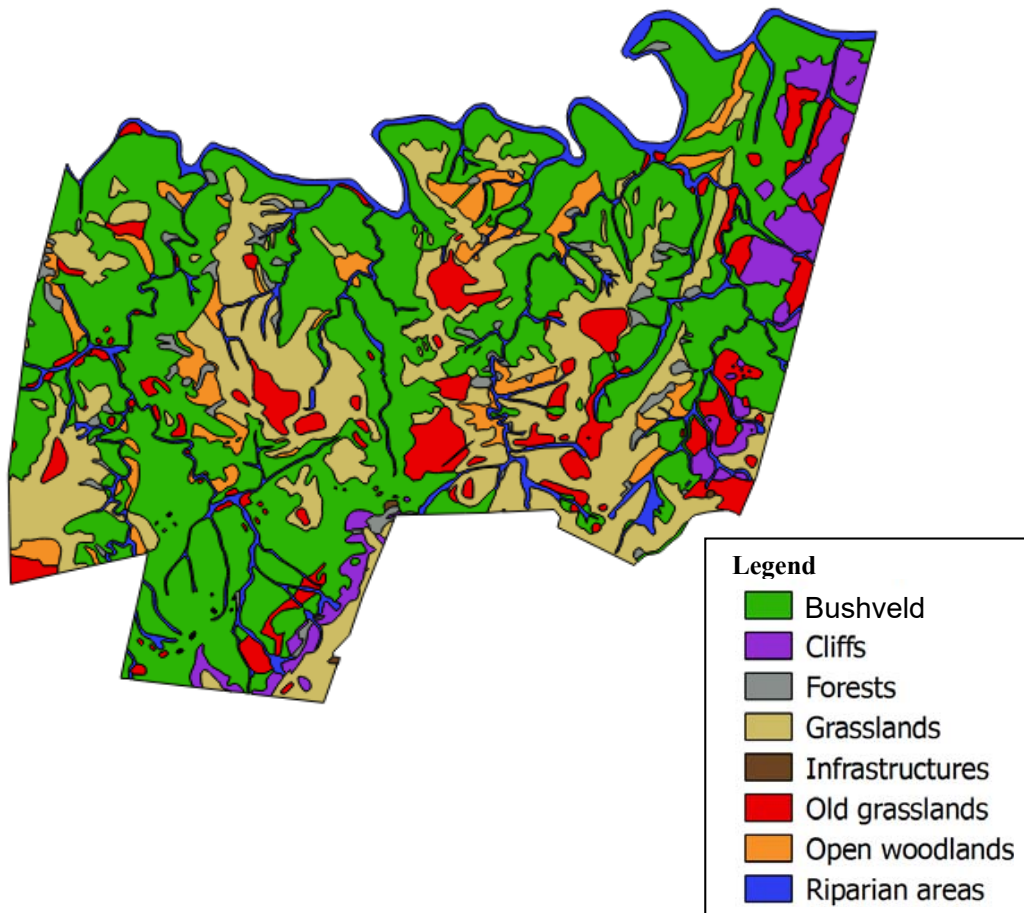 Legend
Bushveld
Cliffs
Forests
Grasslands
Infrastructures
Old grasslands
Open woodlands
Riparian areas